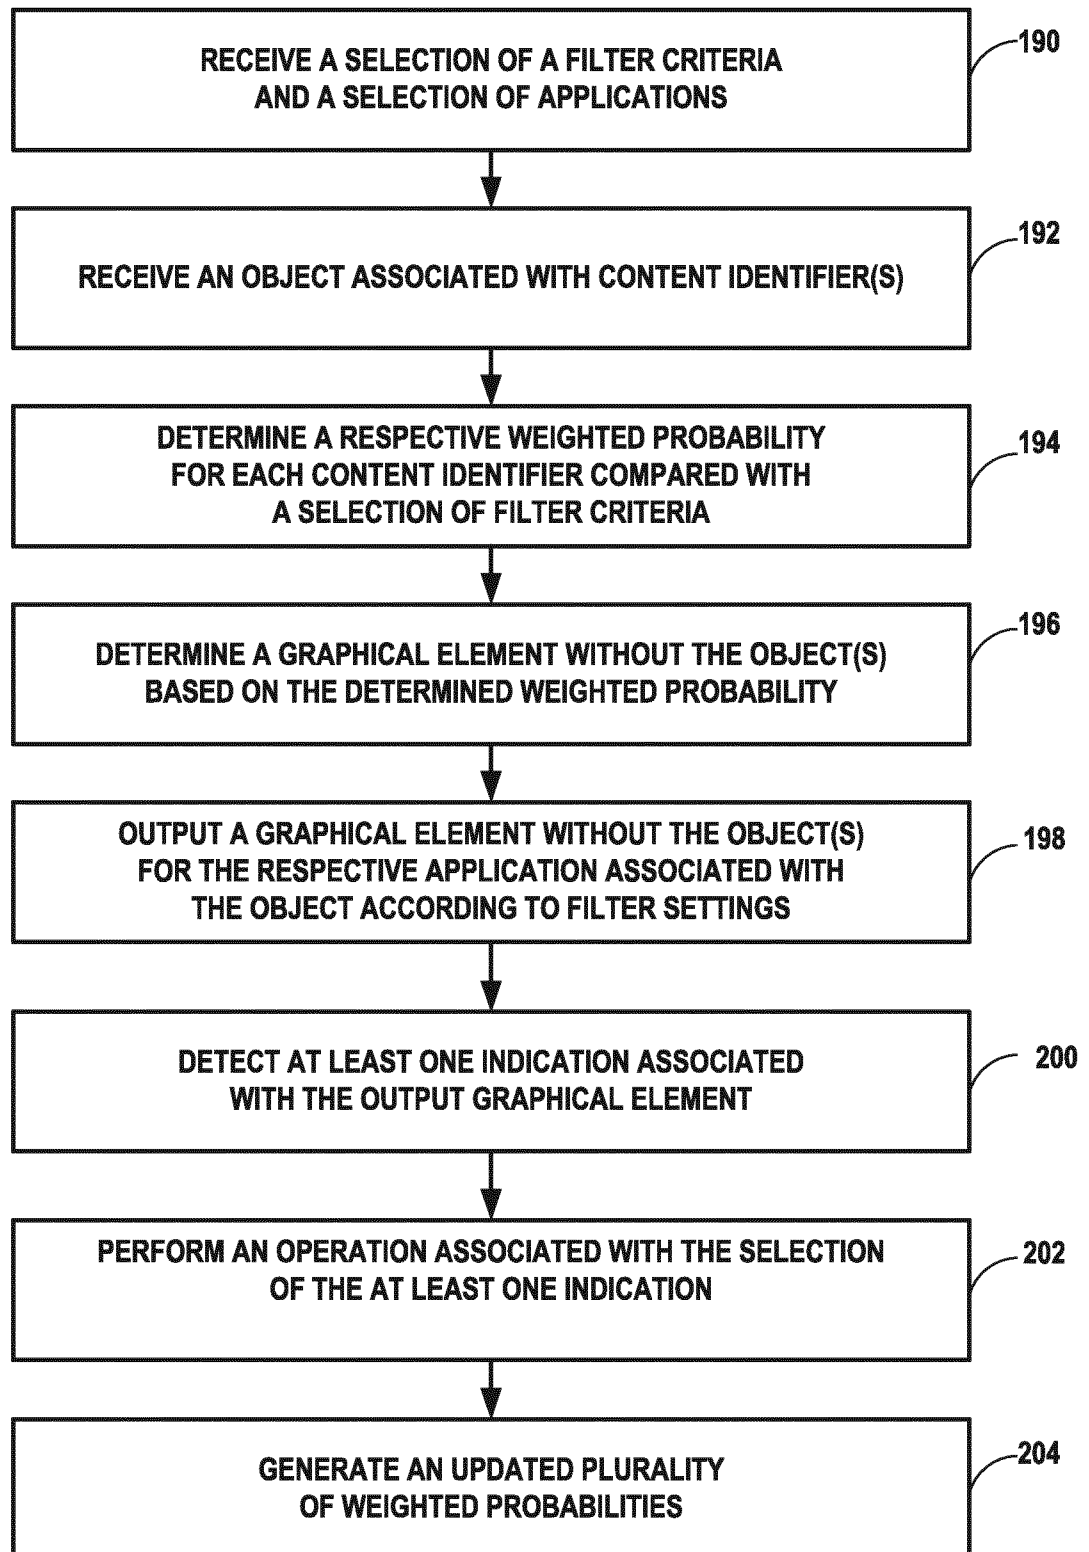 RECEIVE A SELECTION OF A FILTER CRITERIA
AND A SELECTION OF APPLICATIONS
190
RECEIVE AN OBJECT ASSOCIATED WITH CONTENT IDENTIFIER(S)
192
DETERMINE A RESPECTIVE WEIGHTED PROBABILITY
FOR EACH CONTENT IDENTIFIER COMPARED WITH
A SELECTION OF FILTER CRITERIA
194
DETERMINE A GRAPHICAL ELEMENT WITHOUT THE OBJECT(S)
BASED ON THE DETERMINED WEIGHTED PROBABILITY
196
OUTPUT A GRAPHICAL ELEMENT WITHOUT THE OBJECT(S)
FOR THE RESPECTIVE APPLICATION ASSOCIATED WITH
THE OBJECT ACCORDING TO FILTER SETTINGS
198
DETECT AT LEAST ONE INDICATION ASSOCIATED
WITH THE OUTPUT GRAPHICAL ELEMENT
200
PERFORM AN OPERATION ASSOCIATED WITH THE SELECTION
OF THE AT LEAST ONE INDICATION
202
GENERATE AN UPDATED PLURALITY
OF WEIGHTED PROBABILITIES
204